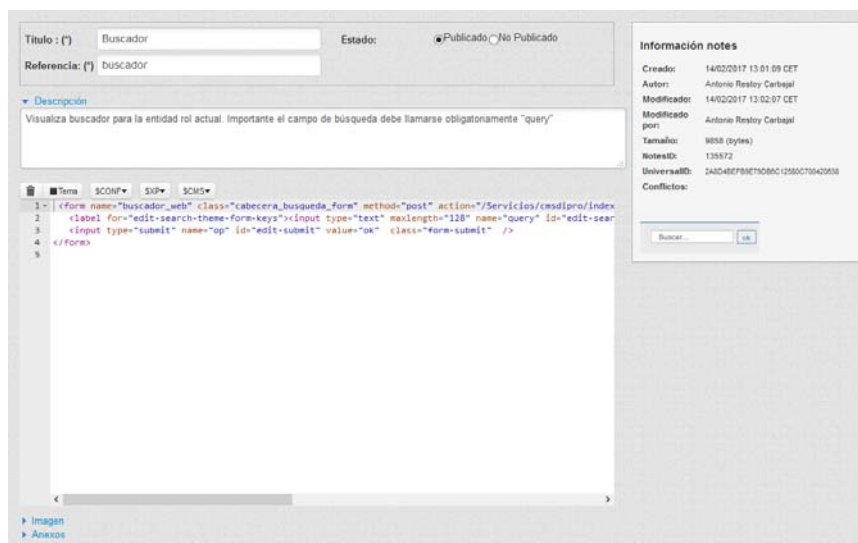 Título : (*) Buscador Estado: Publicado No Publicado
Referencia: (*) buscador
Descripción
Visualiza buscador para la entidad rol actual. Importante el campo de búsqueda debe llamarse obligatoriamente "query"
Tema $CONF $XP $CMS
1 <form name="buscador_web" class="cabecera_busqueda_form" method="post" action="/Servicios/cmsdipro/index
2 <label for="edit-search-theme-form-keys"><input type="text" maxlength="128" name="query" id="edit-sear
3 <input type="submit" name="op" id="edit-submit" value="ok" class="form-submit" />
4 </form>
5
Imagen
Anexos
Información notes
Creado: 14/02/2017 13:01:09 CET
Autor: Antonio Restoy Carbajal
Modificado: 14/02/2017 13:02:07 CET
Modificado por: Antonio Restoy Carbajal
Tamaño: 9858 (bytes)
NotesID: 135572
UniversalID:
Conflictos:
Buscar... ok